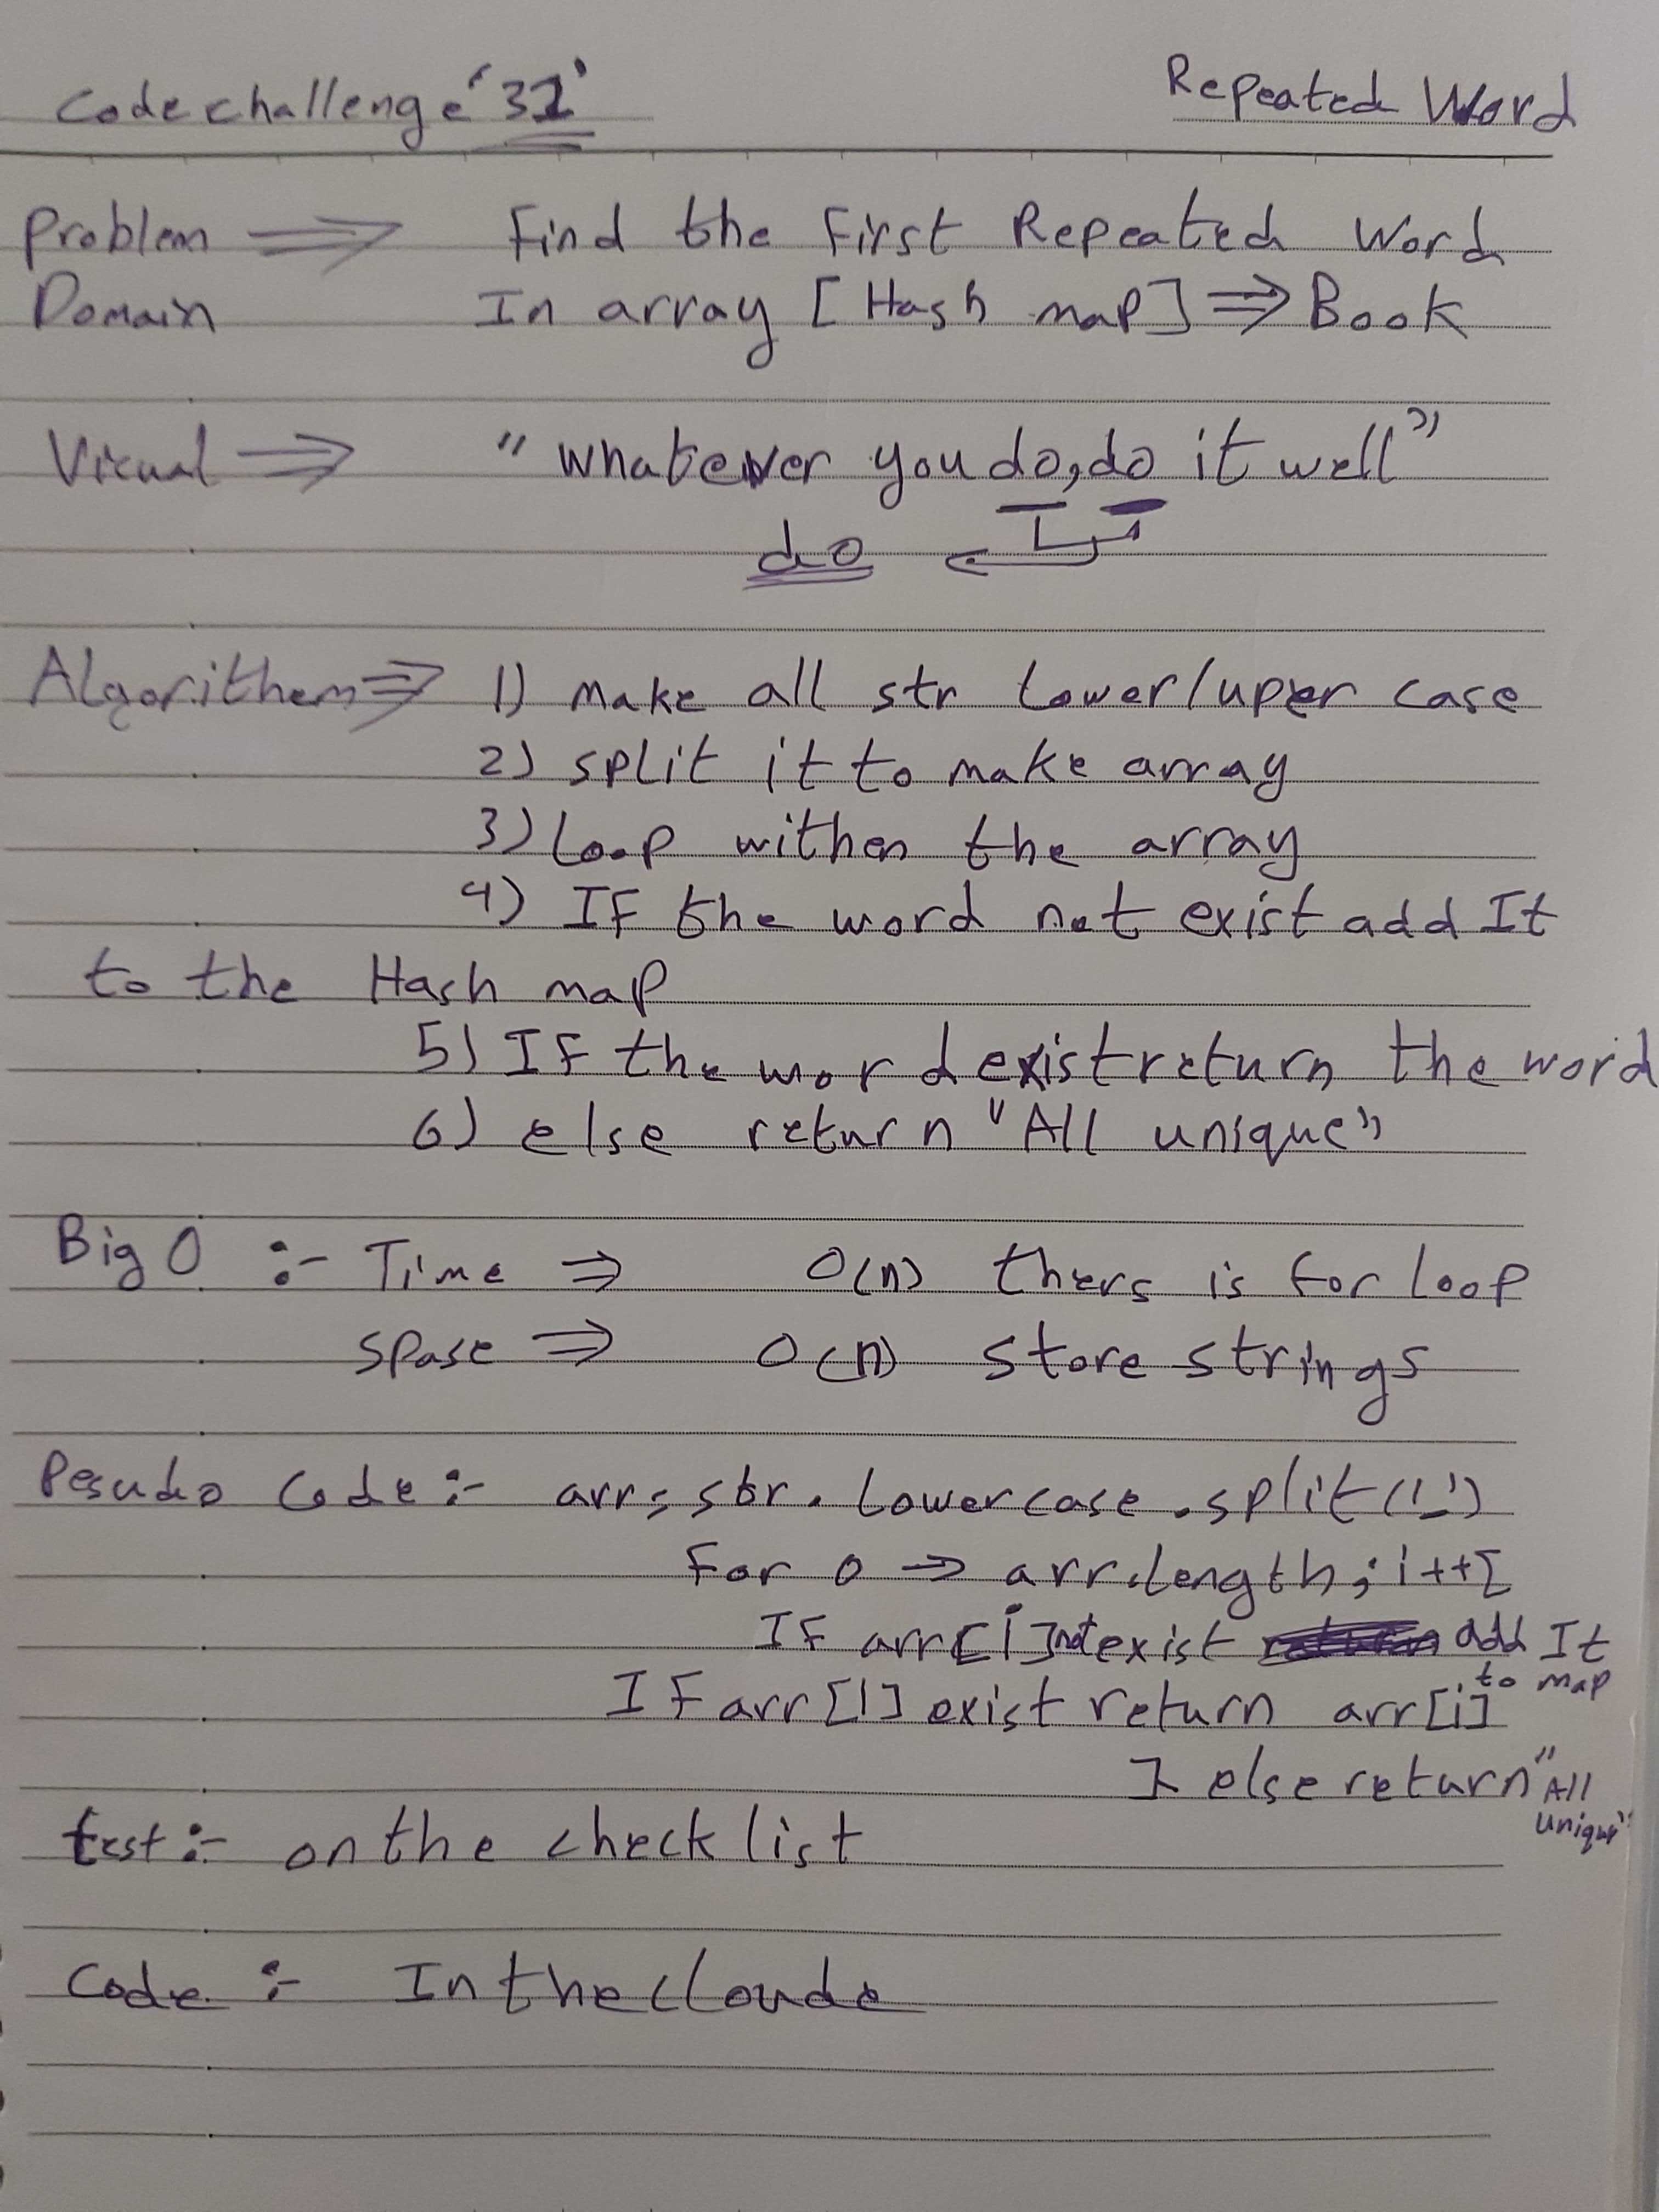 Code challenge '31'
Repeated Word
Problem ⇒ Find the First Repeated Word
Domain In array [Hash map] ⇒ Book
Visual ⇒ "whatever you do, do it well"
do
Algorithem ⇒ 1) Make all str Lower/uper case
2) split it to make array
3) Loop withen the array
4) IF the word not exist add It
to the Hash map
5) IF the word exist return the word
6) else return "All unique"
Big O :- Time ⇒ O(n) thers is for loop
spase ⇒ O(n) store strings
Pesudo Code :- arr = str. Lowercase .split(' ')
For 0 → arr.length; i++{
IF arr[i] not exist add It
to map
IF arr[i] exist return arr[i]
} else return "All
unique"
test :- on the check list
Code :- In the cloude